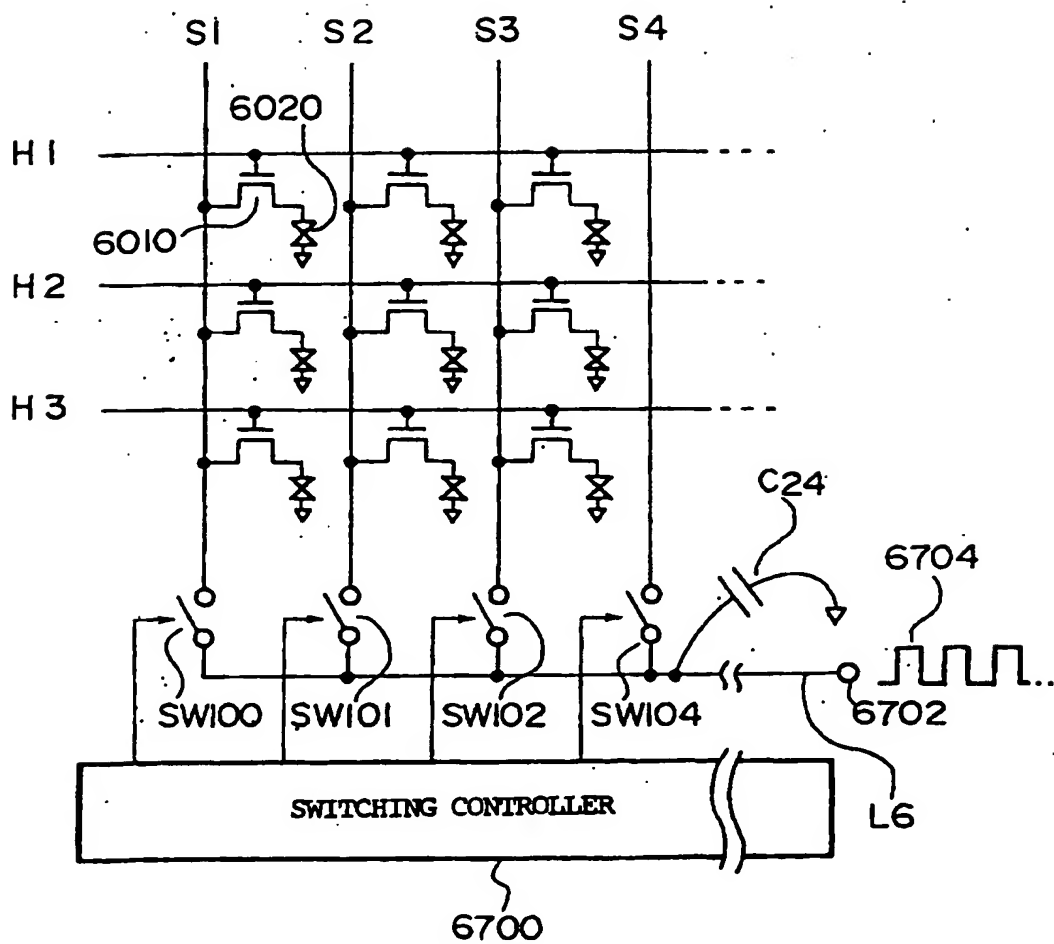 S1 S2 S3 S4
6020
H1
6010
H2
H3
C24
6704
SW100 SW101 SW102 SW104 6702
L6
SWITCHING CONTROLLER
6700